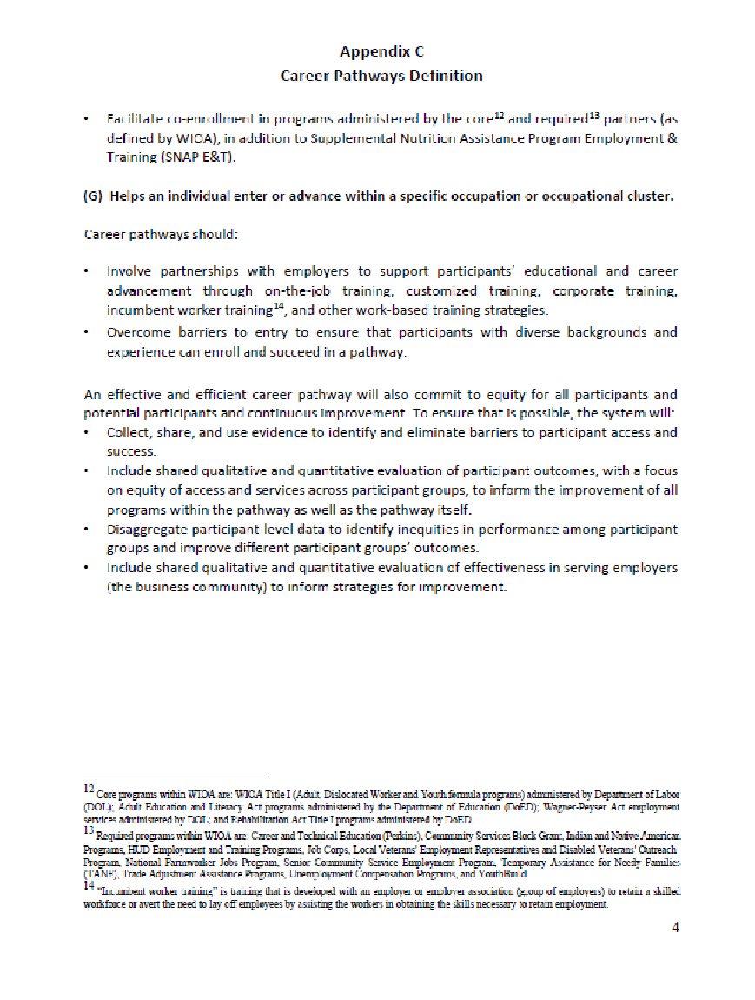 Appendix C
Career Pathways Definition
• Facilitate co-enrollment in programs administered by the core12 and required13 partners (as
defined by WIOA), in addition to Supplemental Nutrition Assistance Program Employment &
Training (SNAP E&T).
(G) Helps an individual enter or advance within a specific occupation or occupational cluster.
Career pathways should:
• Involve partnerships with employers to support participants’ educational and career
advancement through on-the-job training, customized training, corporate training,
incumbent worker training14, and other work-based training strategies.
• Overcome barriers to entry to ensure that participants with diverse backgrounds and
experience can enroll and succeed in a pathway.
An effective and efficient career pathway will also commit to equity for all participants and
potential participants and continuous improvement. To ensure that is possible, the system will:
• Collect, share, and use evidence to identify and eliminate barriers to participant access and
success.
• Include shared qualitative and quantitative evaluation of participant outcomes, with a focus
on equity of access and services across participant groups, to inform the improvement of all
programs within the pathway as well as the pathway itself.
• Disaggregate participant-level data to identify inequities in performance among participant
groups and improve different participant groups’ outcomes.
• Include shared qualitative and quantitative evaluation of effectiveness in serving employers
(the business community) to inform strategies for improvement.
12 Core programs within WIOA are: WIOA Title I (Adult, Dislocated Worker and Youth formula programs) administered by Department of Labor
(DOL); Adult Education and Literacy Act programs administered by the Department of Education (DoED); Wagner-Peyser Act employment
services administered by DOL; and Rehabilitation Act Title I programs administered by DoED.
13 Required programs within WIOA are: Career and Technical Education (Perkins), Community Services Block Grant, Indian and Native American
Programs, HUD Employment and Training Programs, Job Corps, Local Veterans' Employment Representatives and Disabled Veterans' Outreach
Program, National Farmworker Jobs Program, Senior Community Service Employment Program, Temporary Assistance for Needy Families
(TANF), Trade Adjustment Assistance Programs, Unemployment Compensation Programs, and YouthBuild
14 “Incumbent worker training” is training that is developed with an employer or employer association (group of employers) to retain a skilled
workforce or avert the need to lay off employees by assisting the workers in obtaining the skills necessary to retain employment.
4